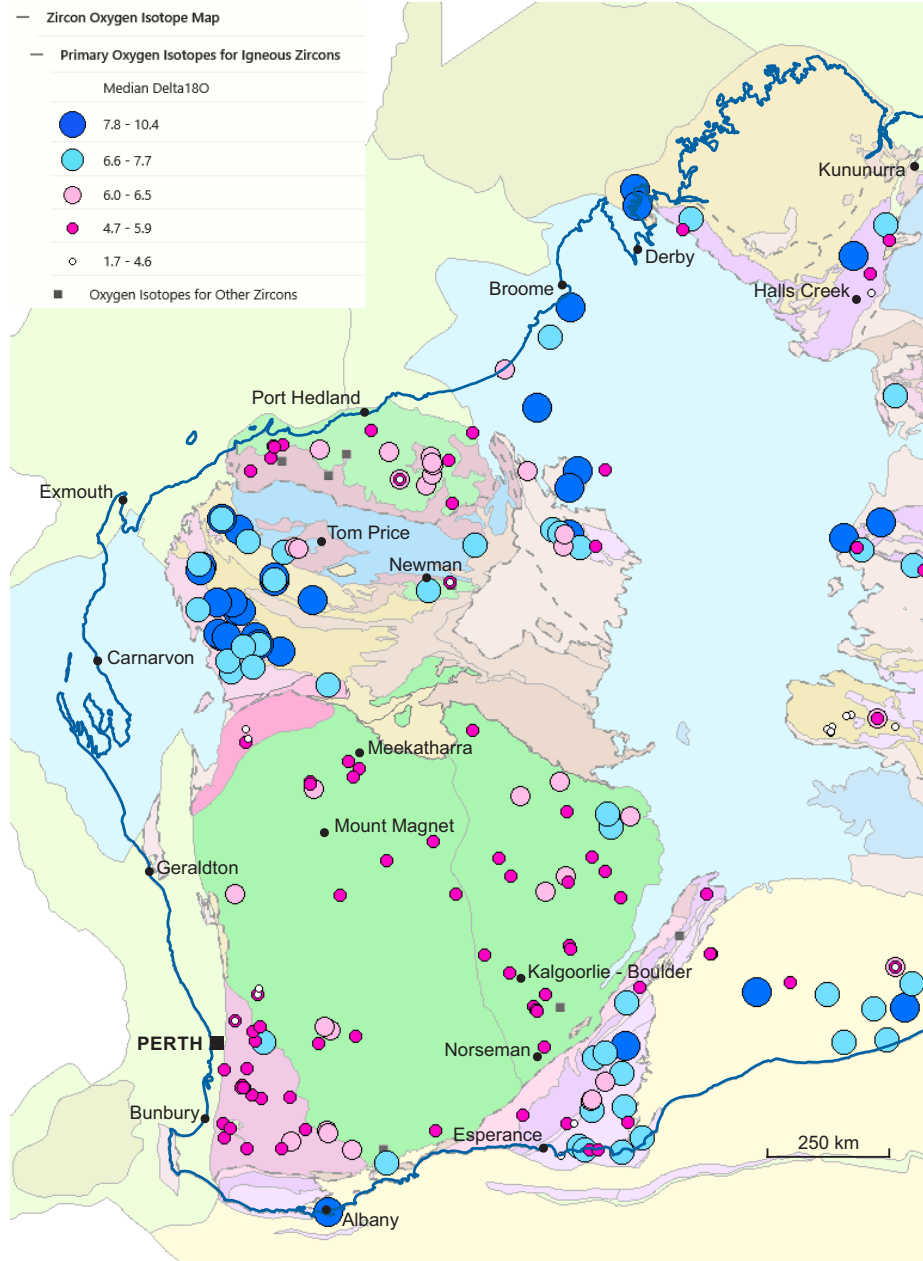 Zircon Oxygen Isotope Map
Primary Oxygen Isotopes for Igneous Zircons
Median Delta18O
7.8 - 10.4
6.6 - 7.7
6.0 - 6.5
4.7 - 5.9
1.7 - 4.6
Oxygen Isotopes for Other Zircons
Kununurra
Derby
Broome
Halls Creek
Port Hedland
Exmouth
Tom Price
Newman
Carnarvon
Meekatharra
Mount Magnet
Geraldton
Kalgoorlie - Boulder
PERTH
Norseman
Bunbury
Esperance
250 km
Albany